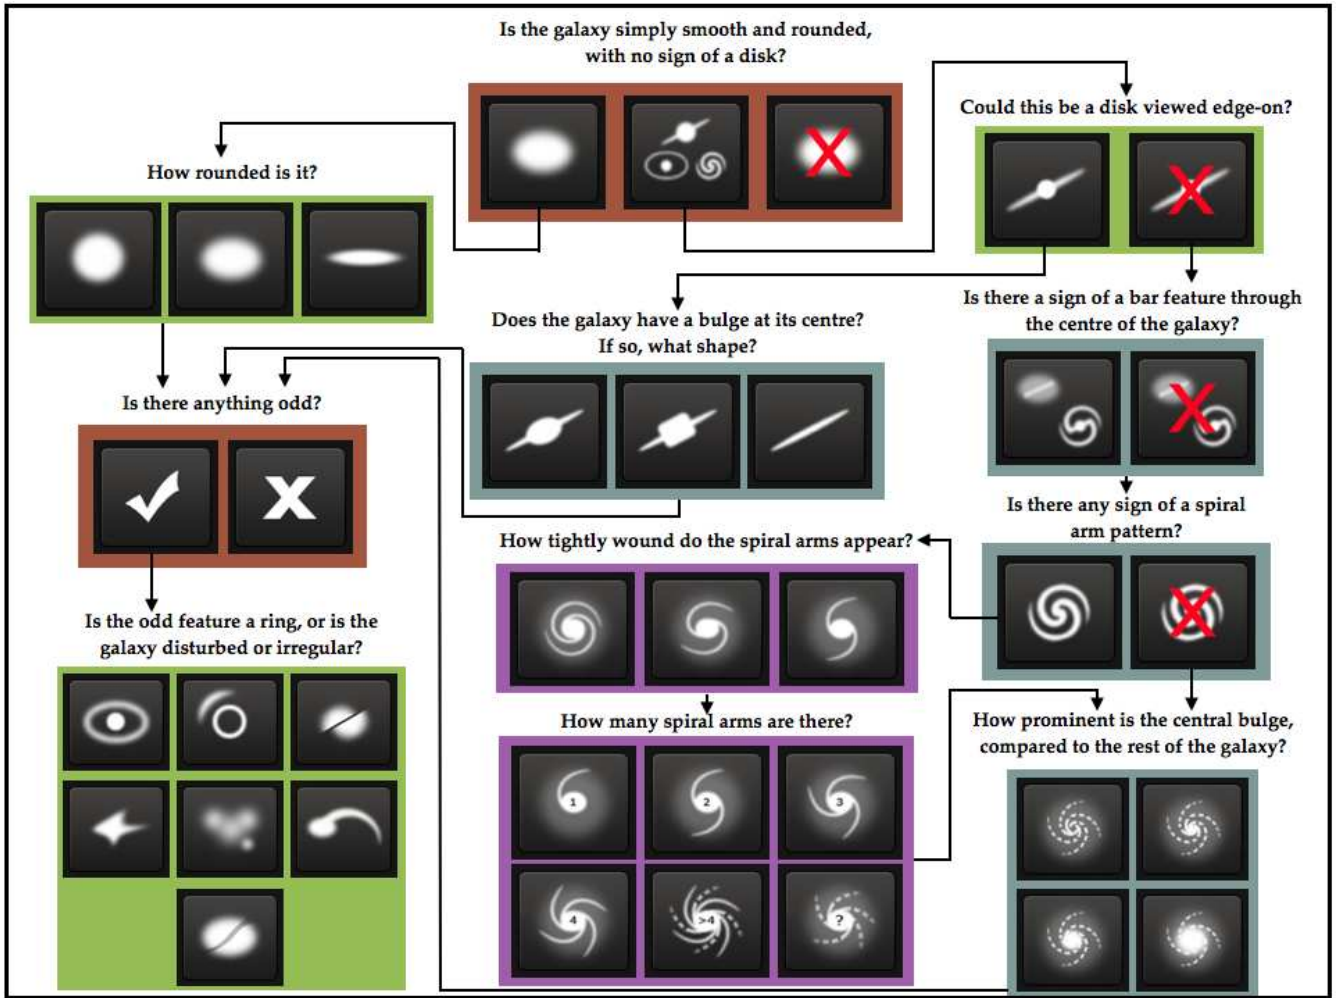 Is the galaxy simply smooth and rounded,
with no sign of a disk?
Could this be a disk viewed edge-on?
How rounded is it?
Is there a sign of a bar feature through
the centre of the galaxy?
Does the galaxy have a bulge at its centre?
If so, what shape?
Is there anything odd?
Is there any sign of a spiral
arm pattern?
How tightly wound do the spiral arms appear?
Is the odd feature a ring, or is the
galaxy disturbed or irregular?
How many spiral arms are there?
1
2
3
4
>4
?
How prominent is the central bulge,
compared to the rest of the galaxy?